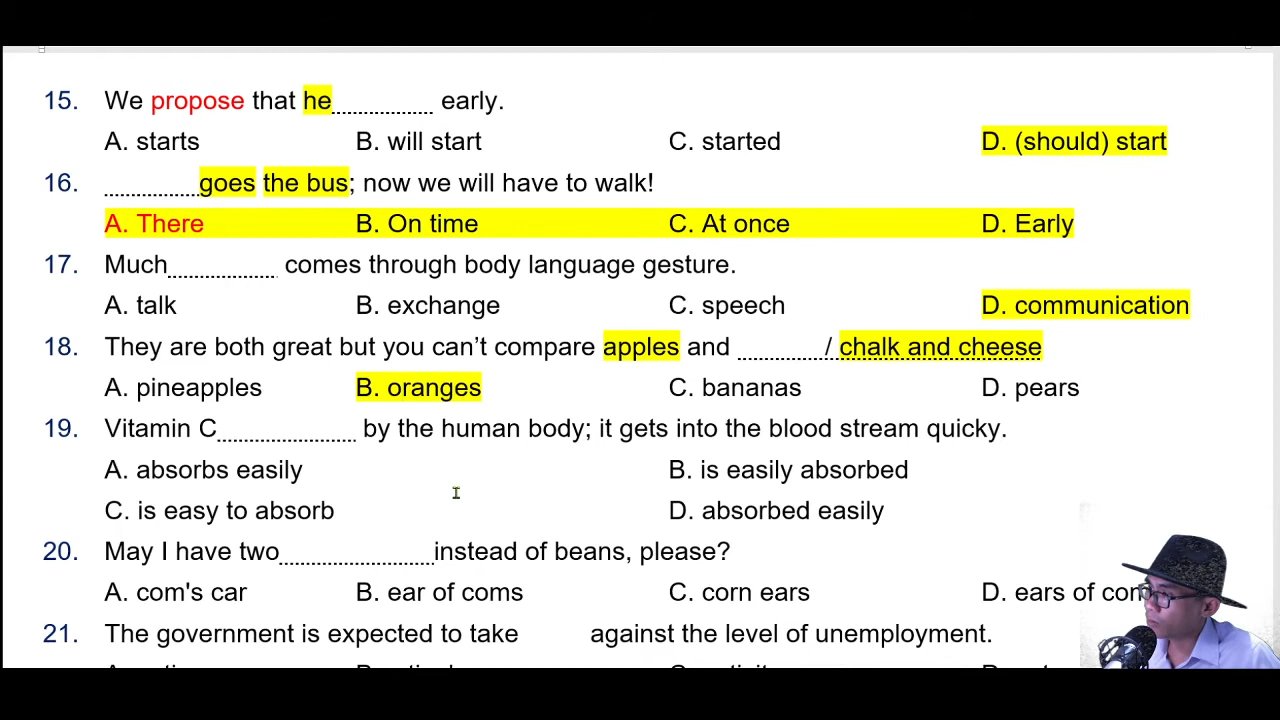 15. We propose that he.............. early.
A. starts B. will start C. started D. (should) start
16. .............goes the bus; now we will have to walk!
A. There B. On time C. At once D. Early
17. Much............... comes through body language gesture.
A. talk B. exchange C. speech D. communication
18. They are both great but you can’t compare apples and ............/ chalk and cheese
A. pineapples B. oranges C. bananas D. pears
19. Vitamin C................... by the human body; it gets into the blood stream quicky.
A. absorbs easily B. is easily absorbed
C. is easy to absorb D. absorbed easily
20. May I have two.....................instead of beans, please?
A. com's car B. ear of coms C. corn ears D. ears of
21. The government is expected to take against the level of unemployment.